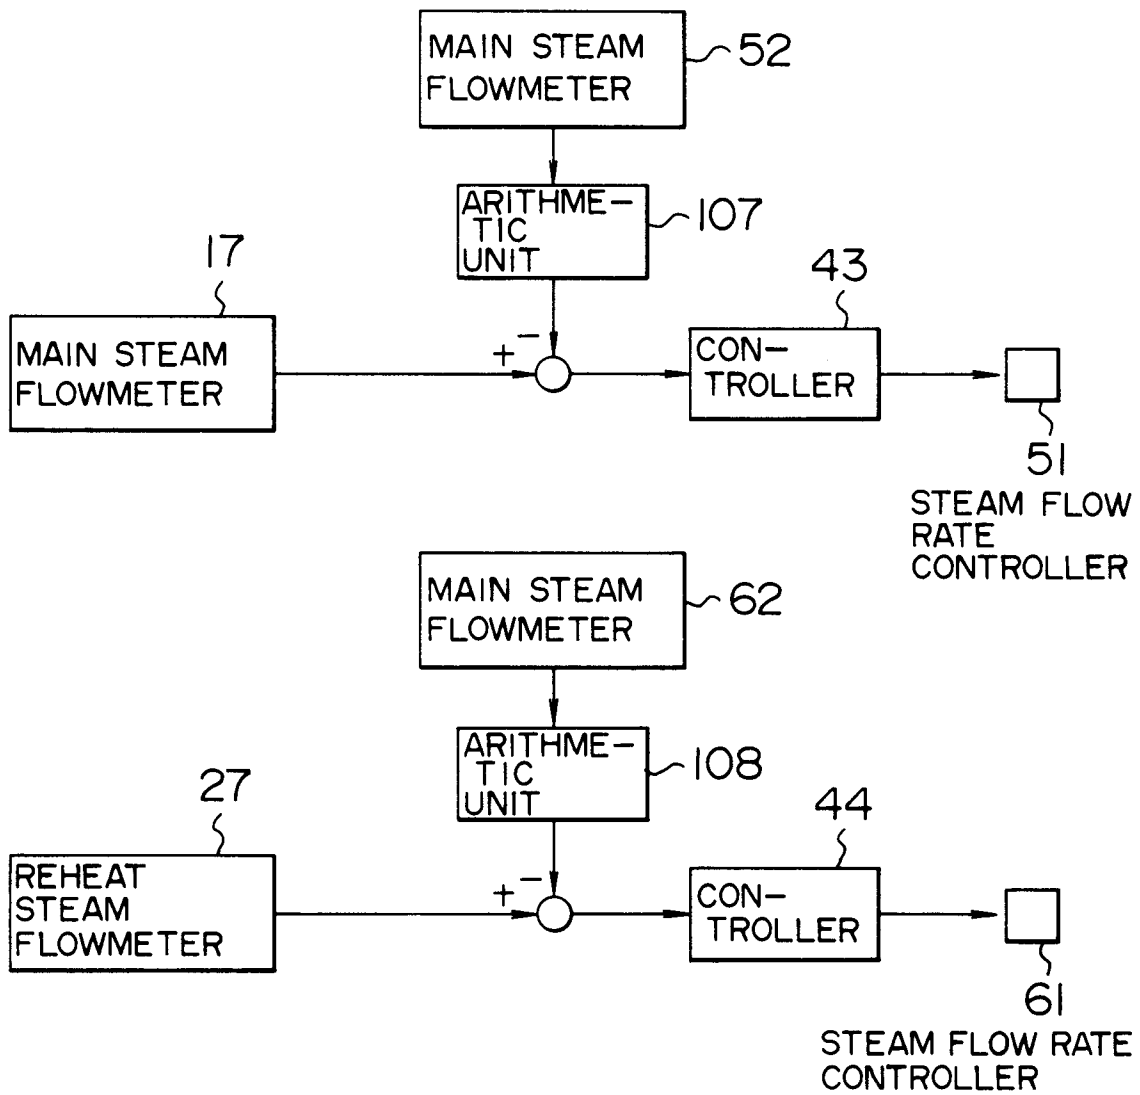 MAIN STEAM
FLOWMETER
52
ARITHME-
TIC
UNIT
107
17
MAIN STEAM
FLOWMETER
+
-
43
CON-
TROLLER
51
STEAM FLOW
RATE
CONTROLLER
MAIN STEAM
FLOWMETER
62
ARITHME-
TIC
UNIT
108
27
REHEAT
STEAM
FLOWMETER
+
-
44
CON-
TROLLER
61
STEAM FLOW RATE
CONTROLLER